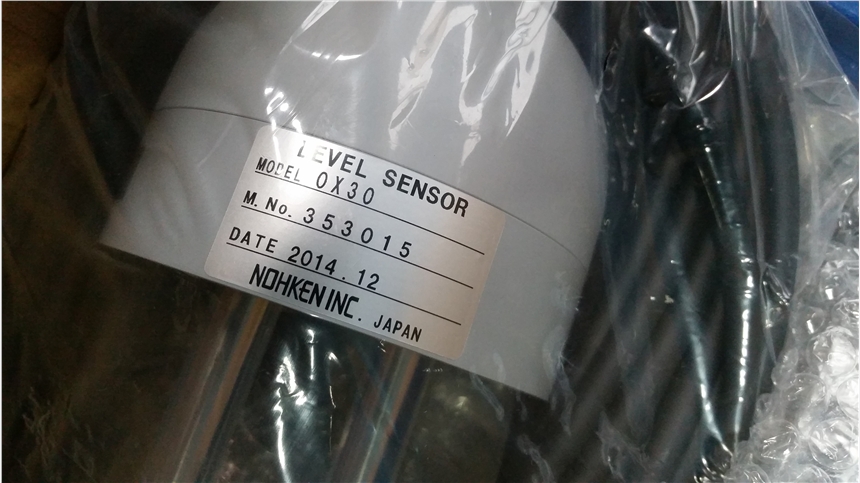 LEVEL SENSOR
MODEL OX30
M. No. 353015
DATE 2014.12
NOHKEN INC. JAPAN